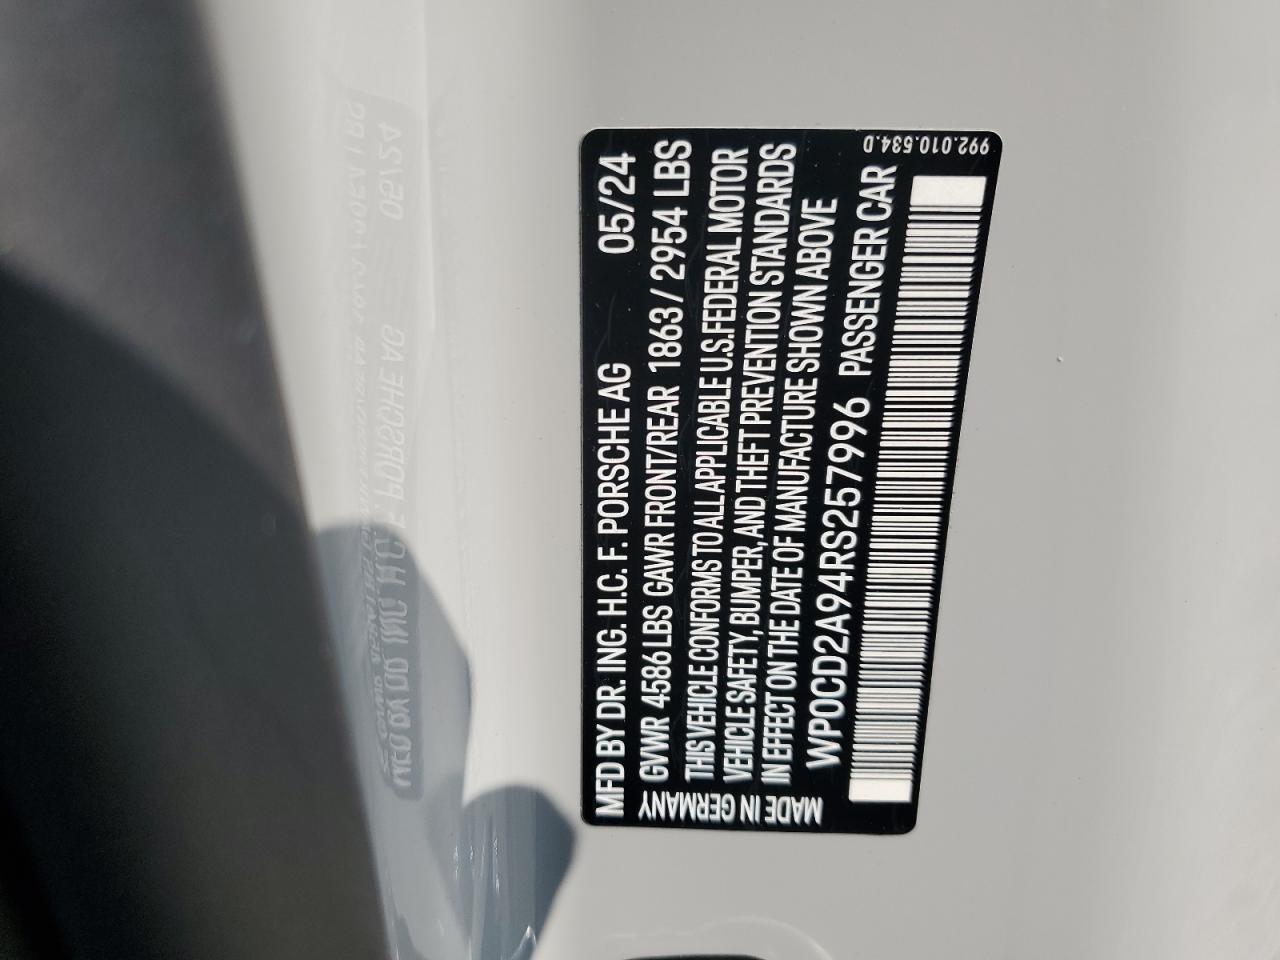 MFD BY DR. ING. H.C. F. PORSCHE AG 05/24
GVWR 4586 LBS GAWR FRONT/REAR 1863 / 2954 LBS
THIS VEHICLE CONFORMS TO ALL APPLICABLE U.S.FEDERAL MOTOR
VEHICLE SAFETY, BUMPER, AND THEFT PREVENTION STANDARDS
IN EFFECT ON THE DATE OF MANUFACTURE SHOWN ABOVE
WP0CD2A94RS257996 PASSENGER CAR
MADE IN GERMANY
992.010.534.D